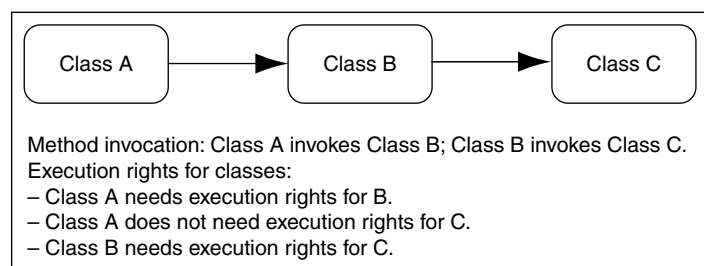 Class A
Class B
Class C
Method invocation: Class A invokes Class B; Class B invokes Class C.
Execution rights for classes:
– Class A needs execution rights for B.
– Class A does not need execution rights for C.
– Class B needs execution rights for C.